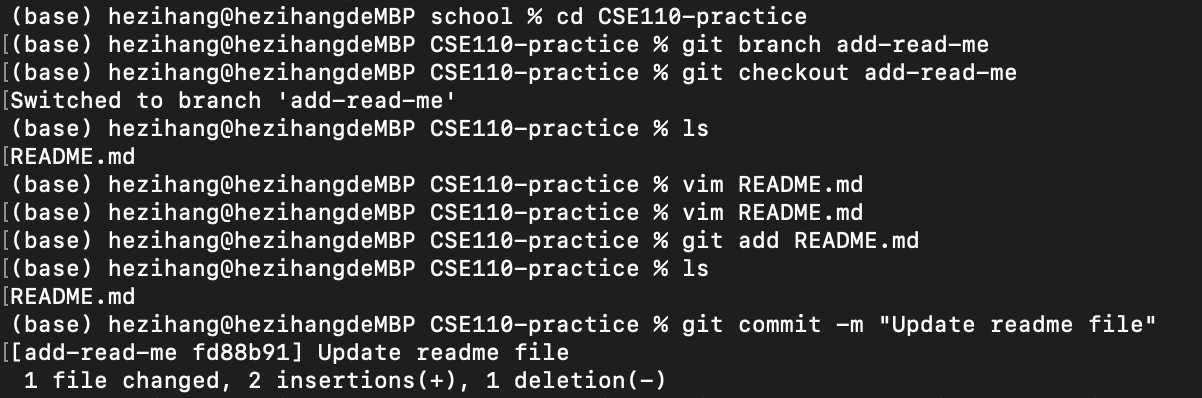 (base) hezihang@hezihangdeMBP school % cd CSE110-practice
[(base) hezihang@hezihangdeMBP CSE110-practice % git branch add-read-me
[(base) hezihang@hezihangdeMBP CSE110-practice % git checkout add-read-me
[Switched to branch 'add-read-me'
(base) hezihang@hezihangdeMBP CSE110-practice % ls
[README.md
(base) hezihang@hezihangdeMBP CSE110-practice % vim README.md
[(base) hezihang@hezihangdeMBP CSE110-practice % vim README.md
[(base) hezihang@hezihangdeMBP CSE110-practice % git add README.md
[(base) hezihang@hezihangdeMBP CSE110-practice % ls
[README.md
(base) hezihang@hezihangdeMBP CSE110-practice % git commit -m "Update readme file"
[[add-read-me fd88b91] Update readme file
1 file changed, 2 insertions(+), 1 deletion(-)